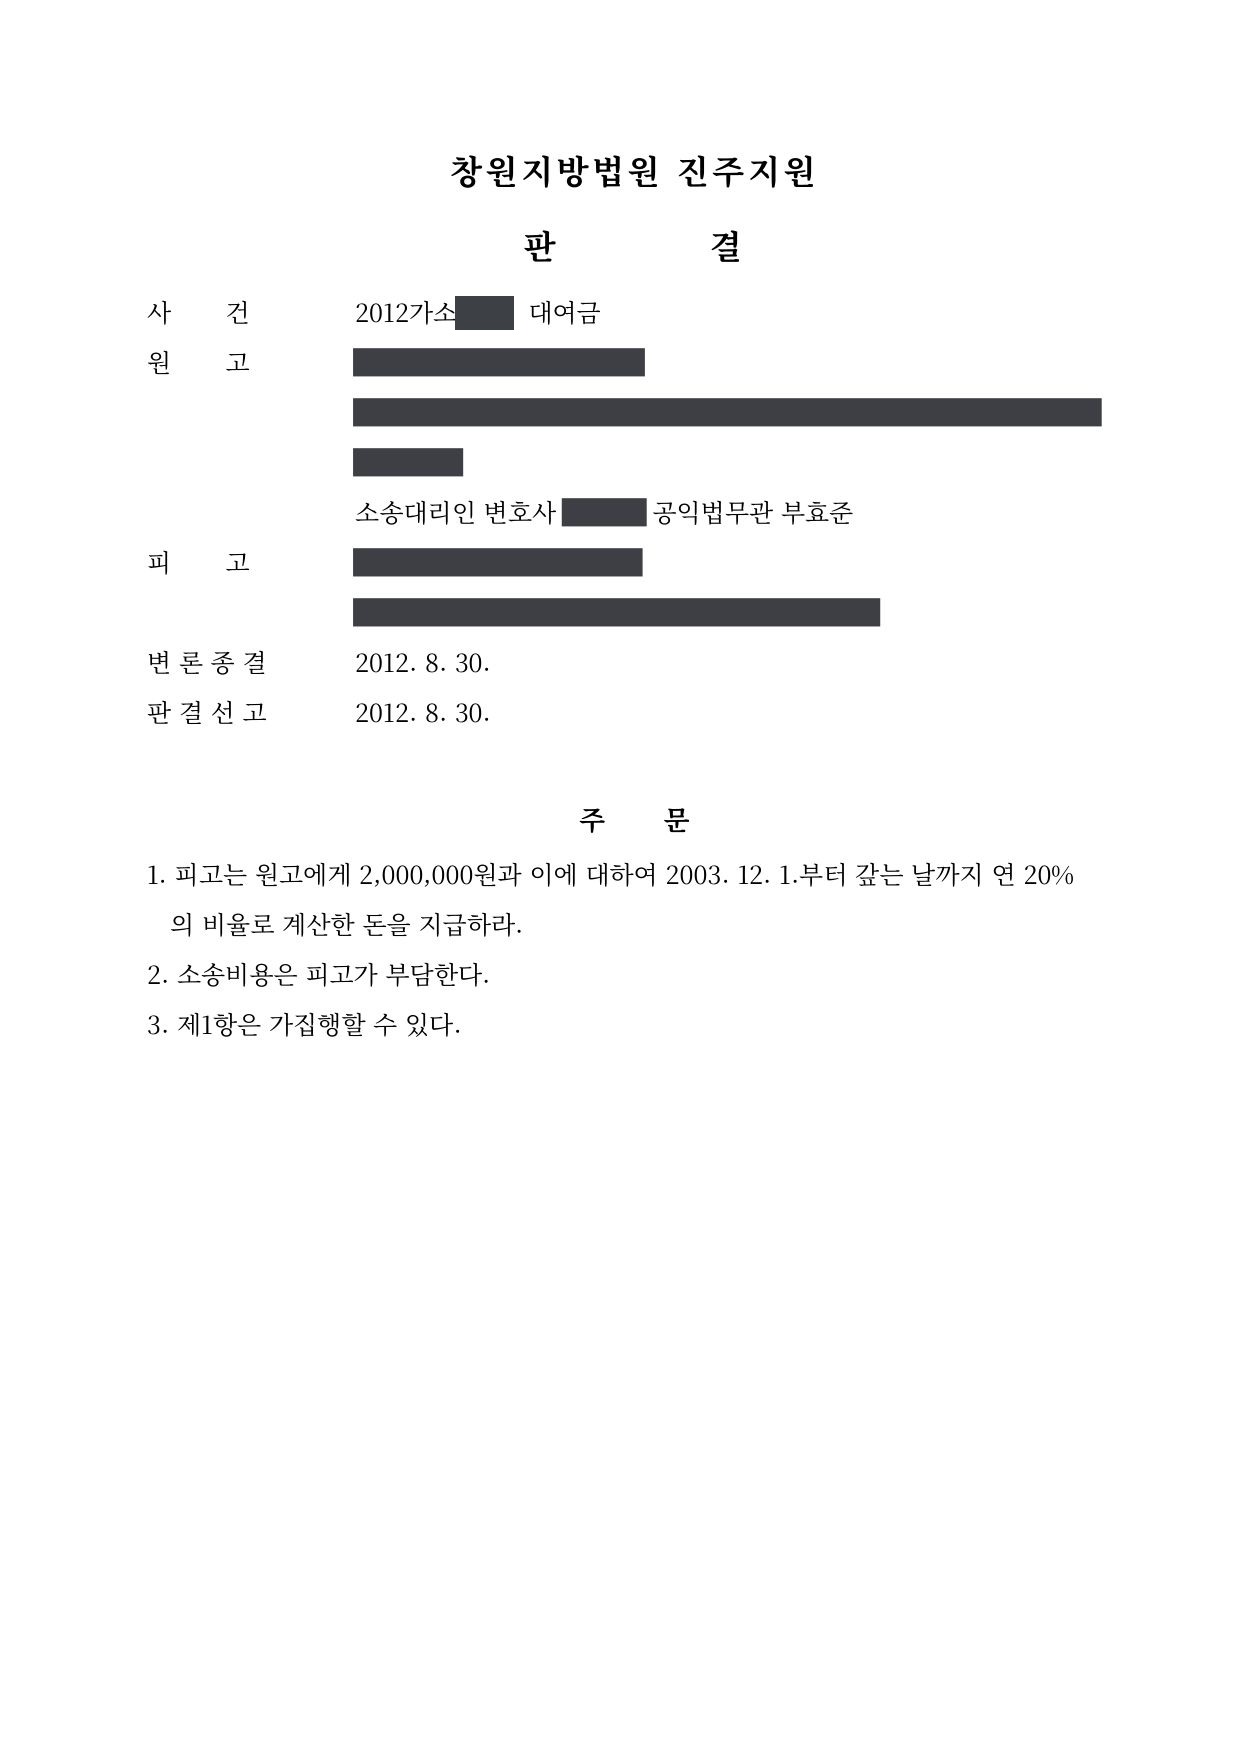 창원지방법원 진주지원
판 결
사 건 2012가소 대여금
원 고
소송대리인 변호사 공익법무관 부효준
피 고
변 론 종 결 2012. 8. 30.
판 결 선 고 2012. 8. 30.
주 문
1. 피고는 원고에게 2,000,000원과 이에 대하여 2003. 12. 1.부터 갚는 날까지 연 20%
의 비율로 계산한 돈을 지급하라.
2. 소송비용은 피고가 부담한다.
3. 제1항은 가집행할 수 있다.